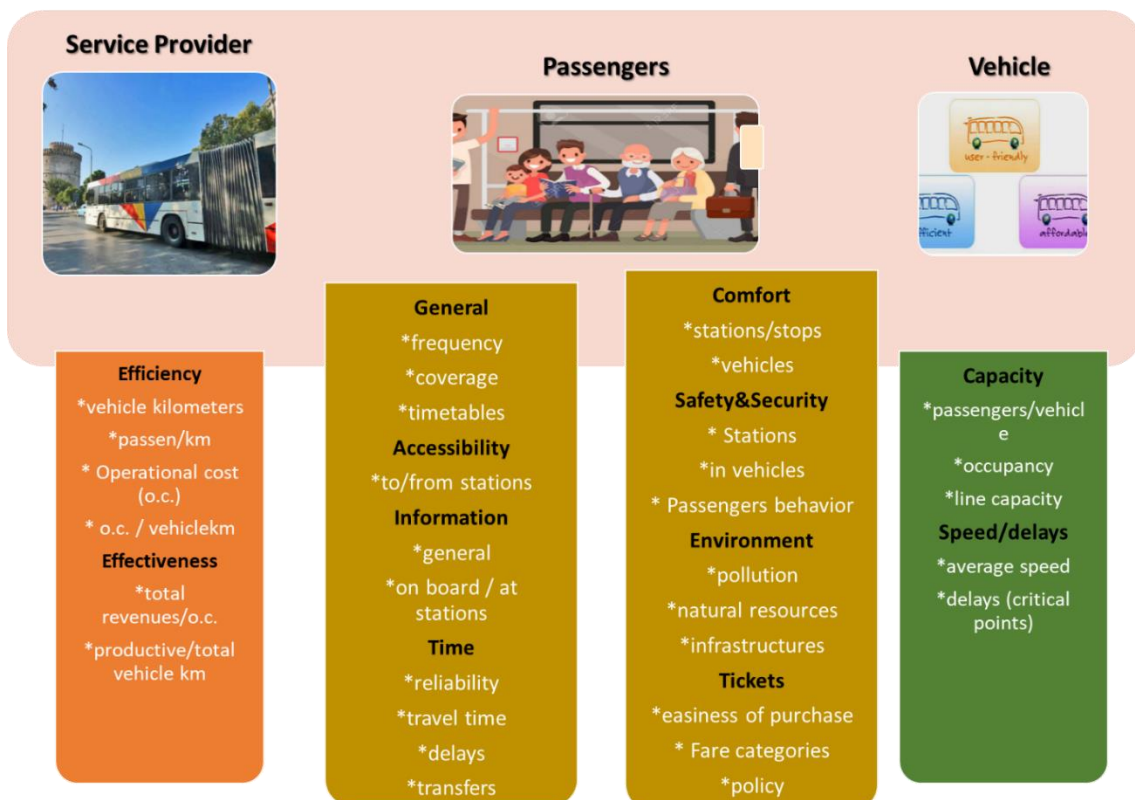 Service Provider
Passengers
Vehicle
user-friendly
fficient
affordable
Efficiency
*vehicle kilometers
*passen/km
* Operational cost
(o.c.)
* o.c. / vehiclekm
Effectiveness
*total
revenues/o.c.
*productive/total
vehicle km
General
*frequency
*coverage
*timetables
Accessibility
*to/from stations
Information
*general
*on board / at
stations
Time
*reliability
*travel time
*delays
*transfers
Comfort
*stations/stops
*vehicles
Safety&Security
* Stations
*in vehicles
* Passengers behavior
Environment
*pollution
*natural resources
*infrastructures
Tickets
*easiness of purchase
* Fare categories
*policy
Capacity
*passengers/vehicl
e
*occupancy
*line capacity
Speed/delays
*average speed
*delays (critical
points)